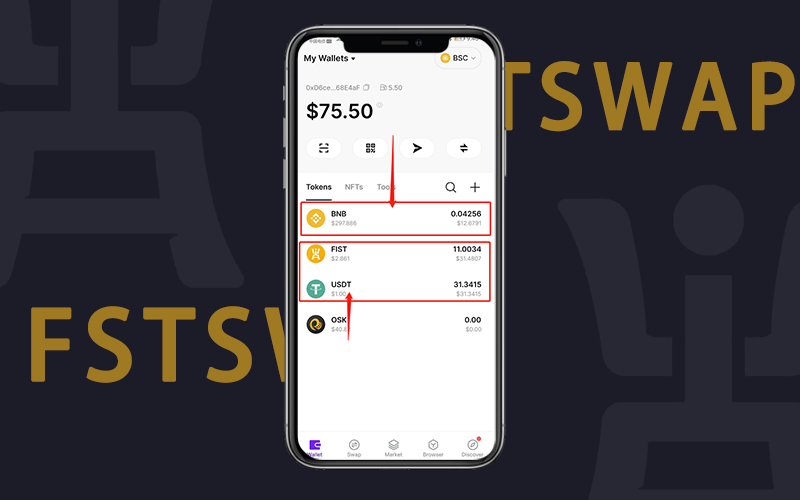 My Wallets
BSC
0xD6ce...68E4aF
5.50
$75.50
TSWAP
Tokens NFTs Tools
BNB 0.04256
$297.886 $12.6791
FIST 11.0034
$2.861 $31.4807
USDT 31.3415
$1.00 $31.3415
FSTSW
OSK 0.00
$40.8 $0.00
Wallet Swap Market Browser Discover